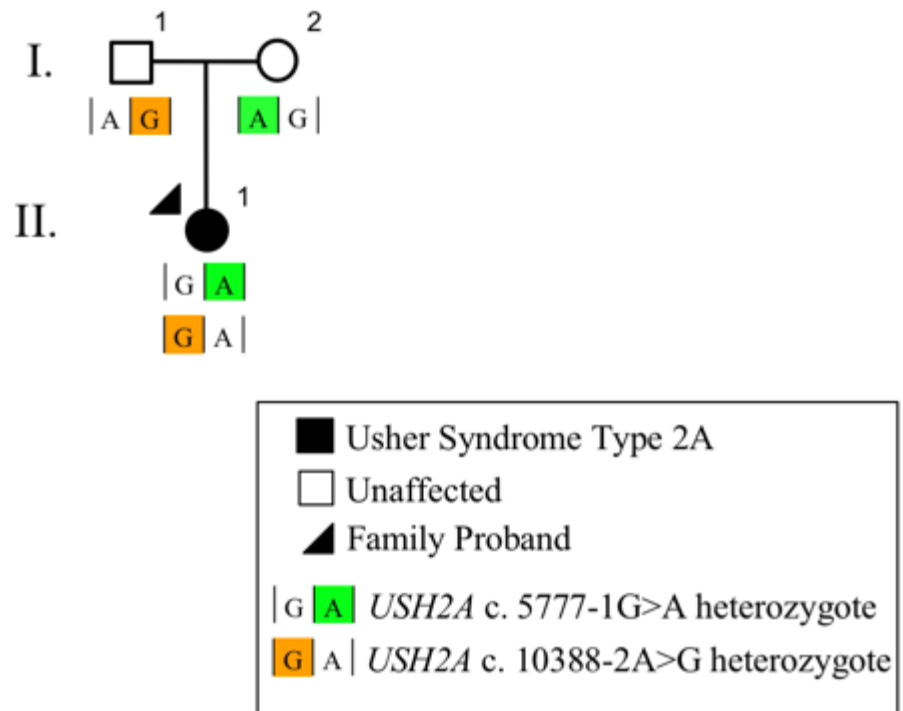 1
2
I.
|A|G|
|A|G|
1
II.
|G|A|
|G|A|
Usher Syndrome Type 2A
Unaffected
Family Proband
|G|A| USH2A c. 5777-1G>A heterozygote
|G|A| USH2A c. 10388-2A>G heterozygote